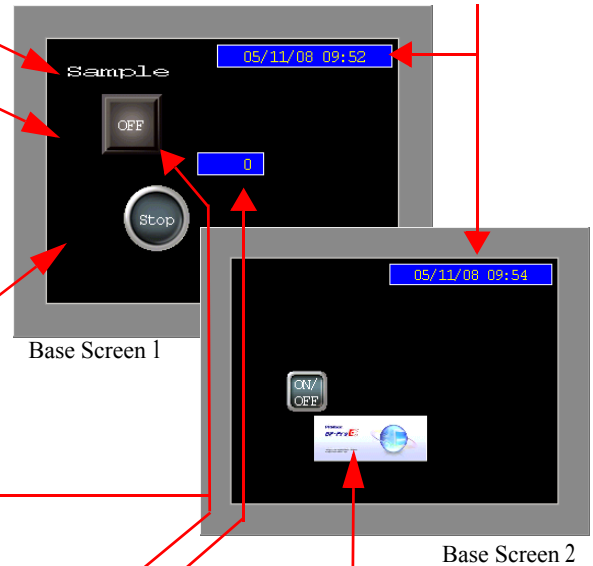 05/11/08 09:52
Sample
OFF
0
Stop
Base Screen 1
05/11/08 09:54
ON/
OFF
GP-Pro EX
Base Screen 2